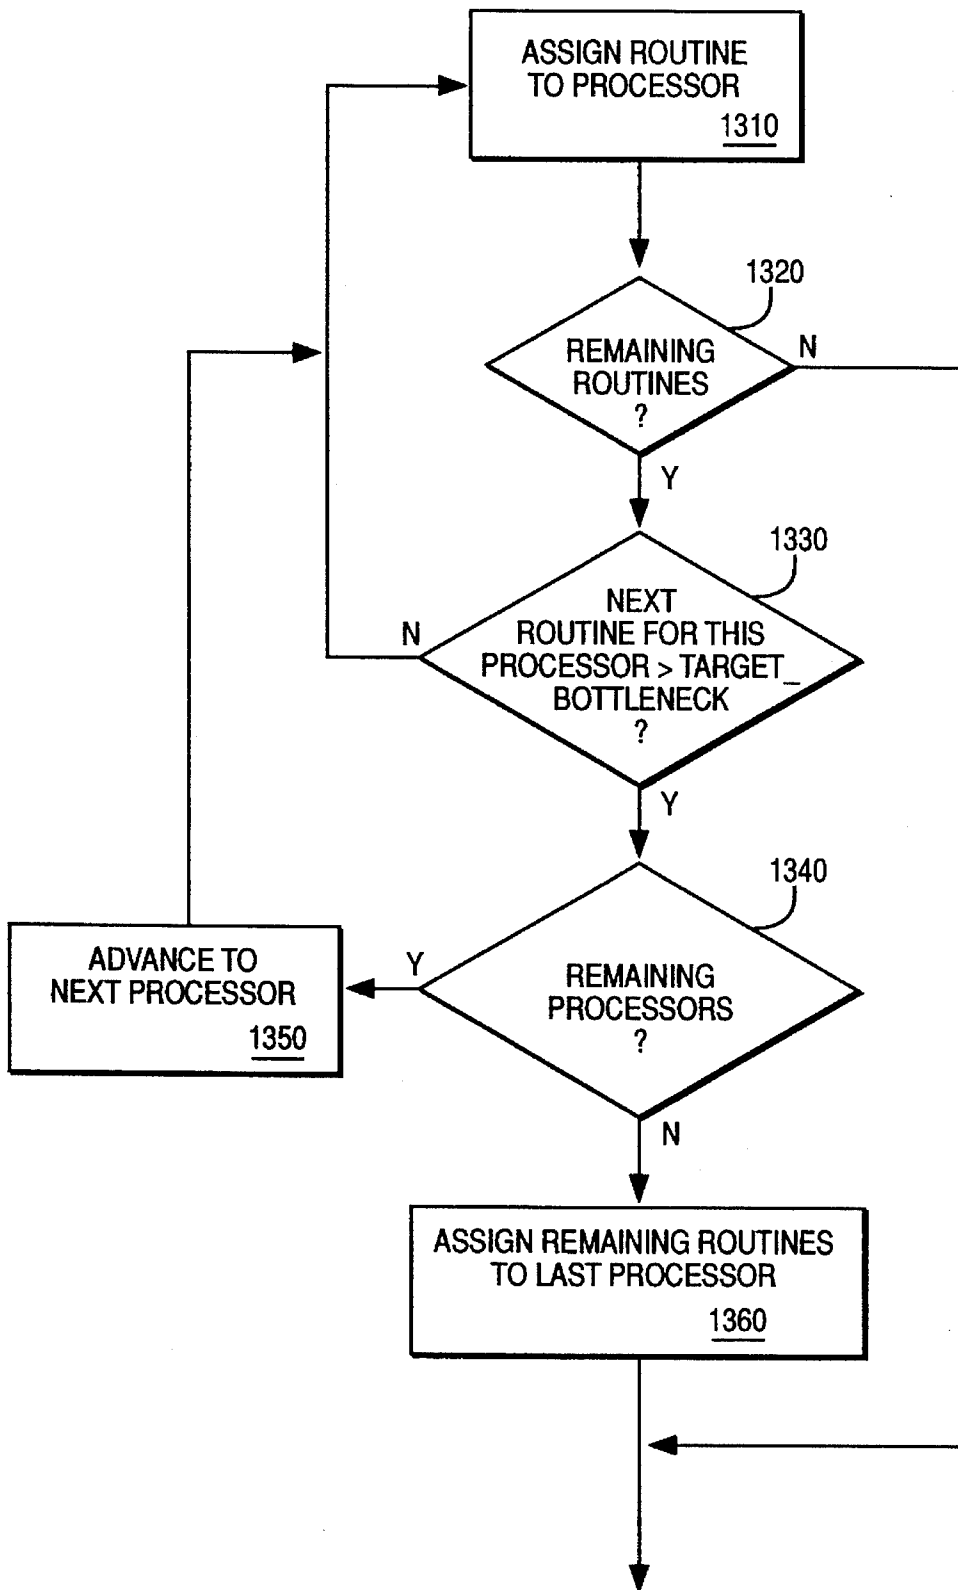 ASSIGN ROUTINE
TO PROCESSOR
1310
1320
REMAINING
ROUTINES
?
N
Y
1330
NEXT
ROUTINE FOR THIS
PROCESSOR > TARGET_
BOTTLENECK
?
N
Y
1340
REMAINING
PROCESSORS
?
Y
N
ADVANCE TO
NEXT PROCESSOR
1350
ASSIGN REMAINING ROUTINES
TO LAST PROCESSOR
1360